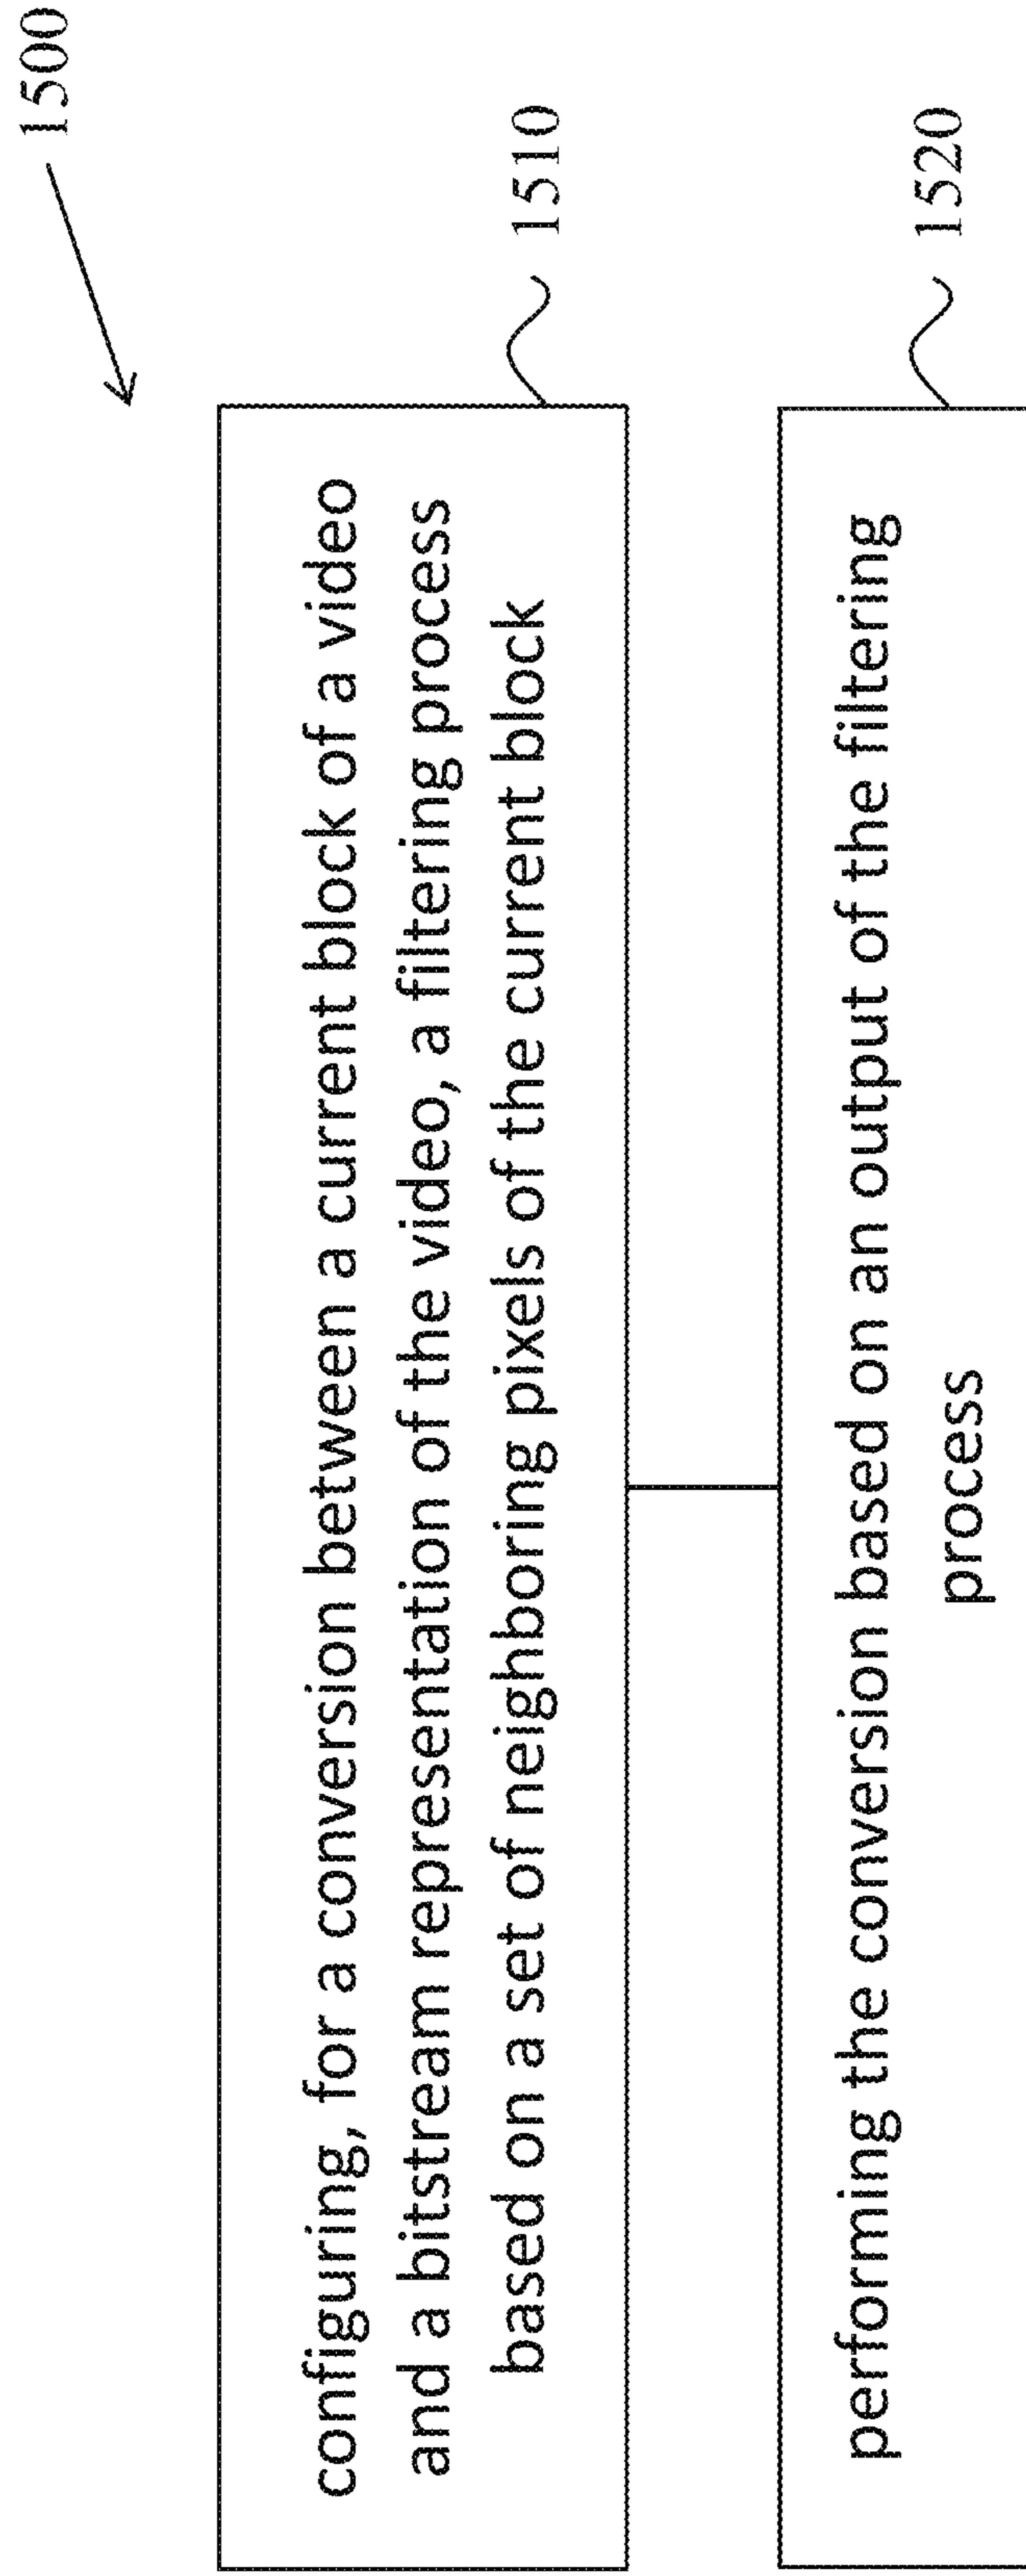 1500
configuring, for a conversion between a current block of a video
and a bitstream representation of the video, a filtering process
based on a set of neighboring pixels of the current block
1510
performing the conversion based on an output of the filtering
process
1520